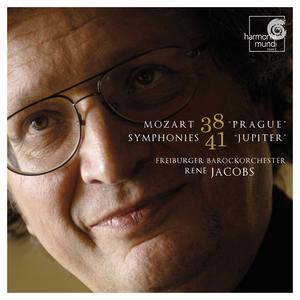 harmonia
mundi
MOZART 38 "PRAGUE"
SYMPHONIES 41 "JUPITER"
FREIBURGER BAROCKORCHESTER
RENE JACOBS